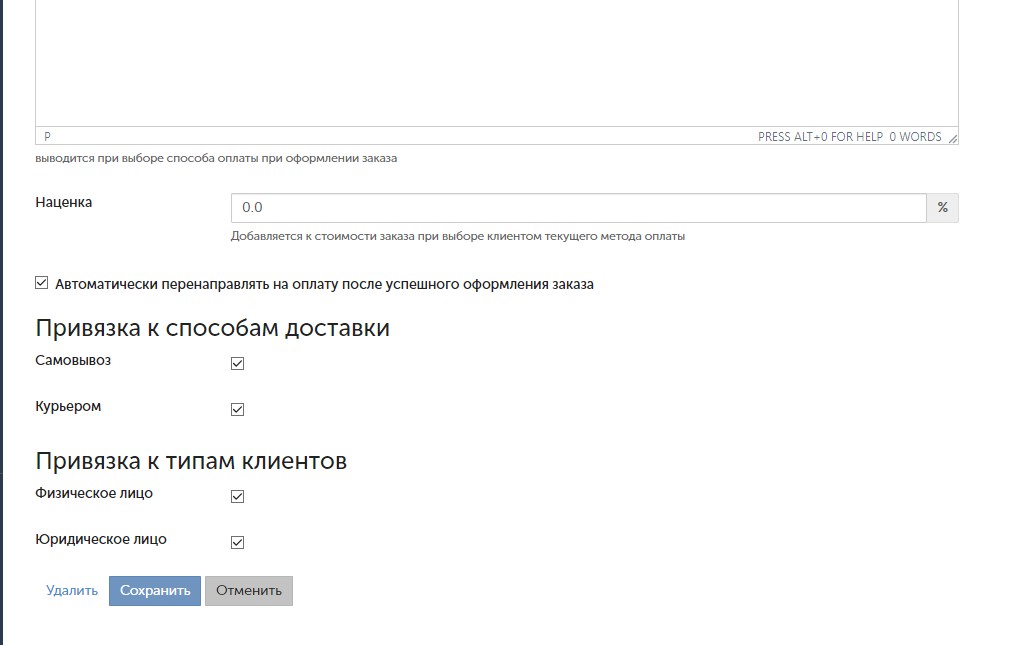 P PRESS ALT+0 FOR HELP 0 WORDS
выводится при выборе способа оплаты при оформлении заказа
Наценка 0.0 %
Добавляется к стоимости заказа при выборе клиентом текущего метода оплаты
Автоматически перенаправлять на оплату после успешного оформления заказа
Привязка к способам доставки
Самовывоз
Курьером
Привязка к типам клиентов
Физическое лицо
Юридическое лицо
Удалить Сохранить Отменить